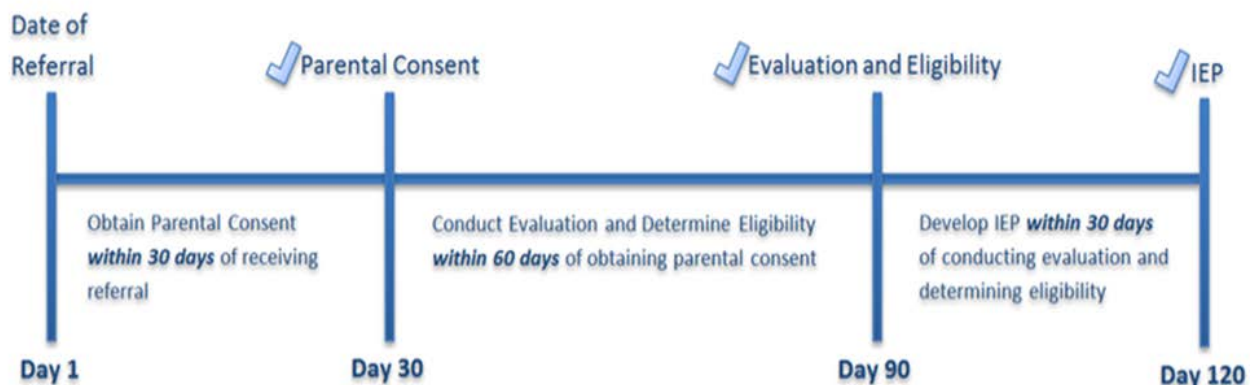 Date of
Referral
Parental Consent
Evaluation and Eligibility
IEP
Obtain Parental Consent
within 30 days of receiving
referral
Conduct Evaluation and Determine Eligibility
within 60 days of obtaining parental consent
Develop IEP within 30 days
of conducting evaluation and
determining eligibility
Day 1
Day 30
Day 90
Day 120